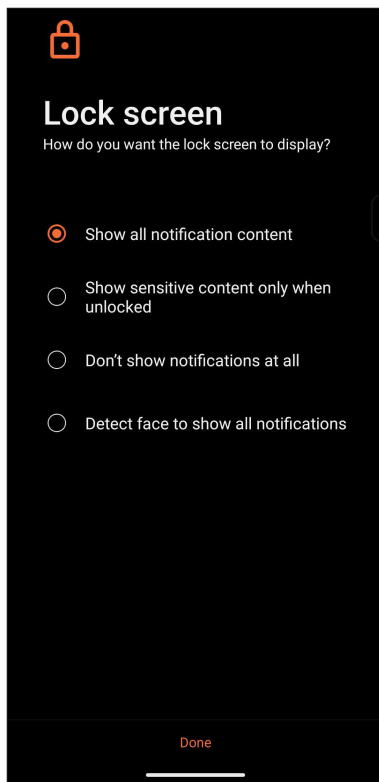 Lock screen
How do you want the lock screen to display?
Show all notification content
Show sensitive content only when
unlocked
Don’t show notifications at all
Detect face to show all notifications
Done